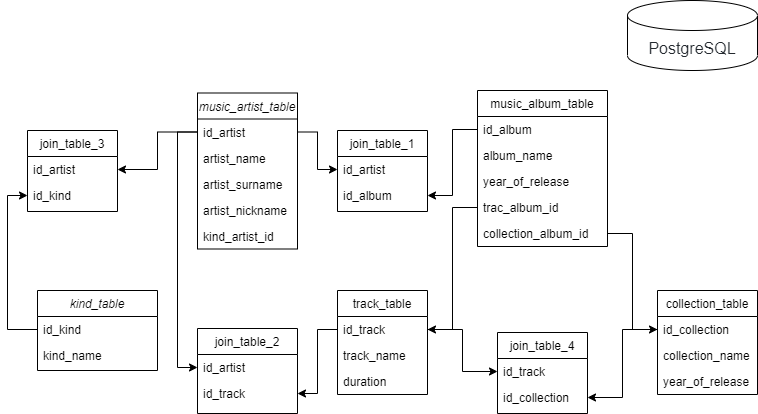 PostgreSQL
music_artist_table
id_artist
artist_name
artist_surname
artist_nickname
kind_artist_id
music_album_table
id_album
album_name
year_of_release
trac_album_id
collection_album_id
join_table_3
id_artist
id_kind
join_table_1
id_artist
id_album
kind_table
id_kind
kind_name
join_table_2
id_artist
id_track
track_table
id_track
track_name
duration
join_table_4
id_track
id_collection
collection_table
id_collection
collection_name
year_of_release